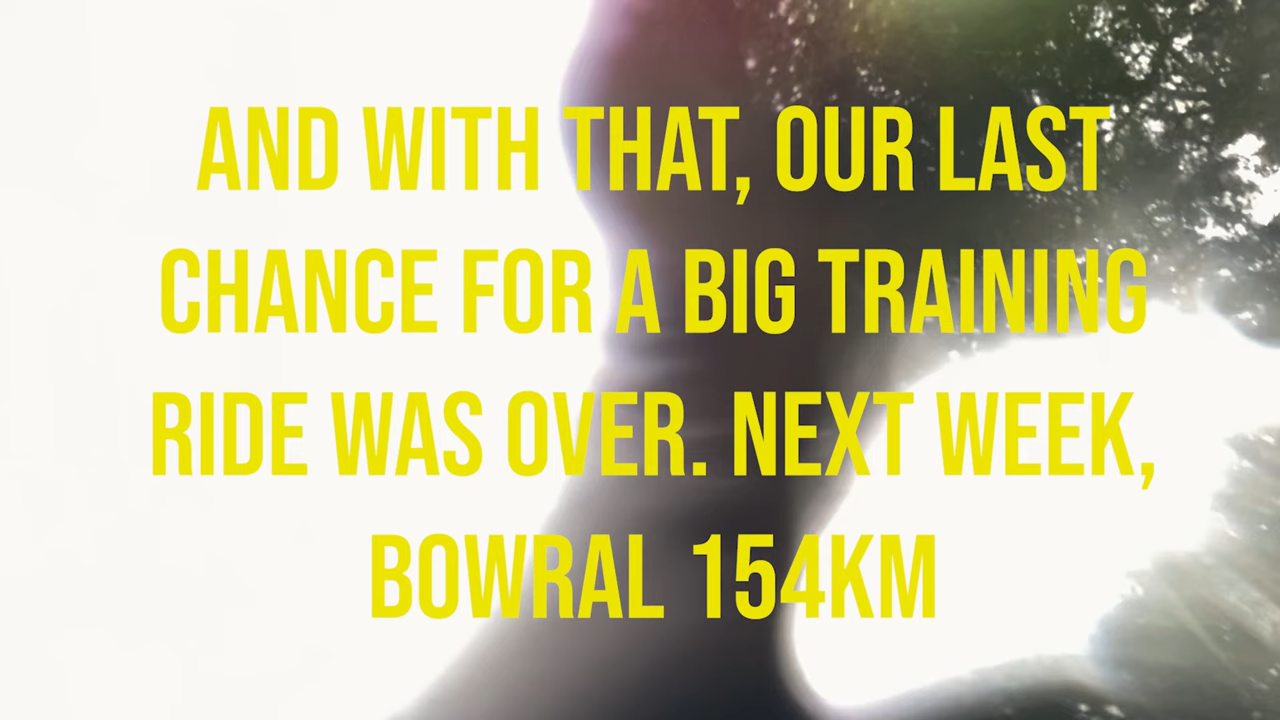 AND WITH THAT, OUR LAST
CHANCE FOR A BIG TRAINING
RIDE WAS OVER. NEXT WEEK,
BOWRAL 154KM